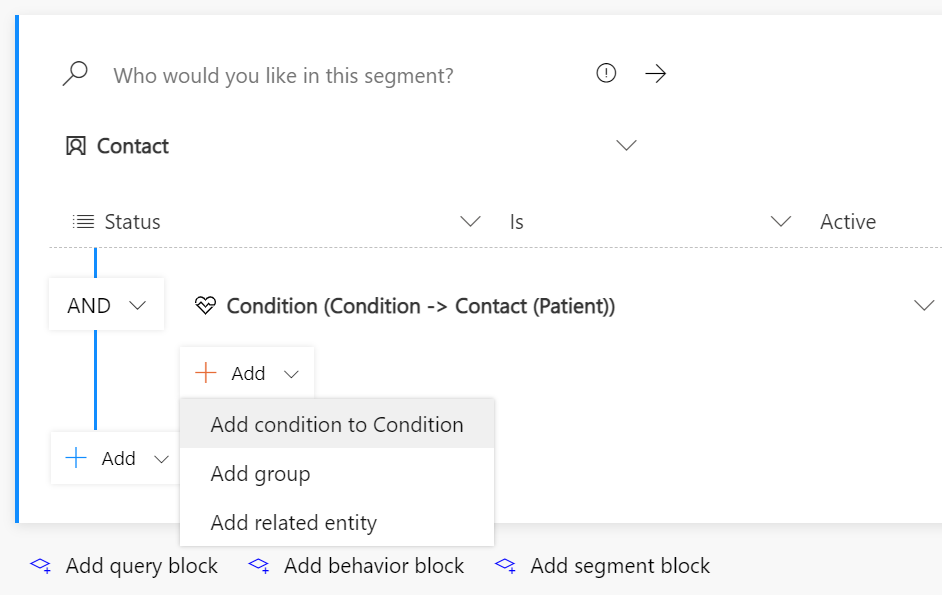 Who would you like in this segment?
Contact
Status Is Active
AND Condition (Condition -> Contact (Patient))
Add
Add condition to Condition
Add
Add group
Add related entity
Add query block Add behavior block Add segment block